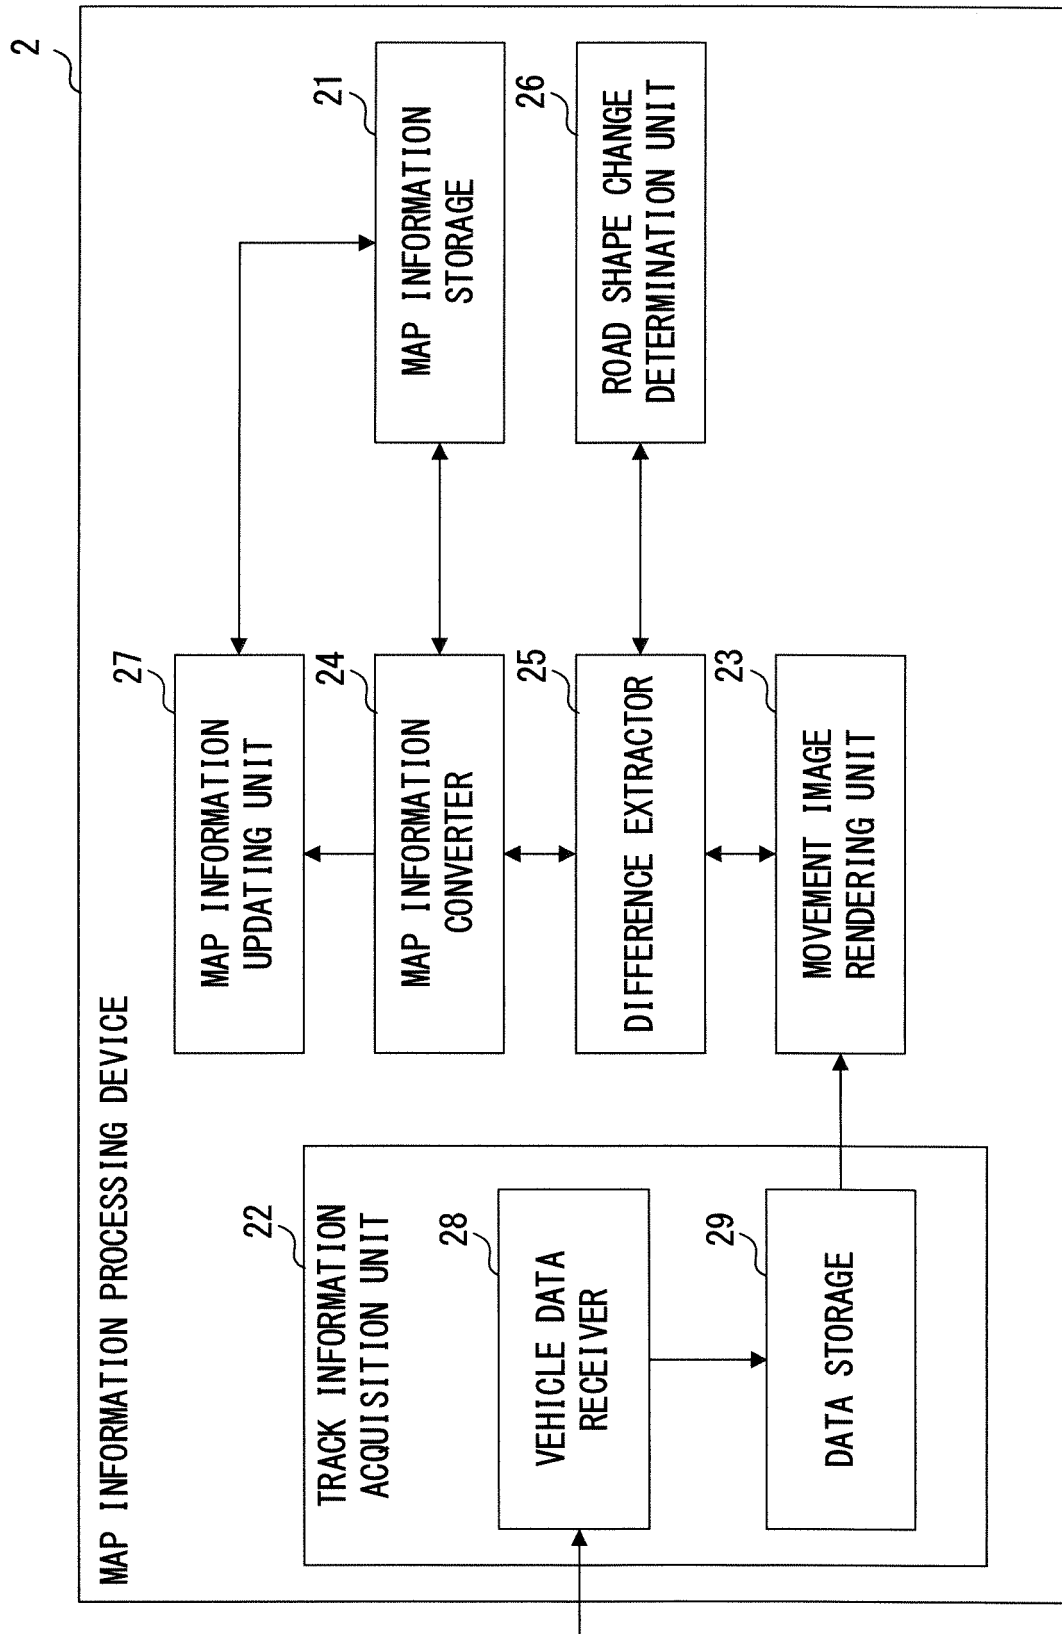 2
MAP INFORMATION PROCESSING DEVICE
22
TRACK INFORMATION
ACQUISITION UNIT
28
VEHICLE DATA
RECEIVER
29
DATA STORAGE
27
MAP INFORMATION
UPDATING UNIT
24
MAP INFORMATION
CONVERTER
25
DIFFERENCE EXTRACTOR
23
MOVEMENT IMAGE
RENDERING UNIT
21
MAP INFORMATION
STORAGE
26
ROAD SHAPE CHANGE
DETERMINATION UNIT